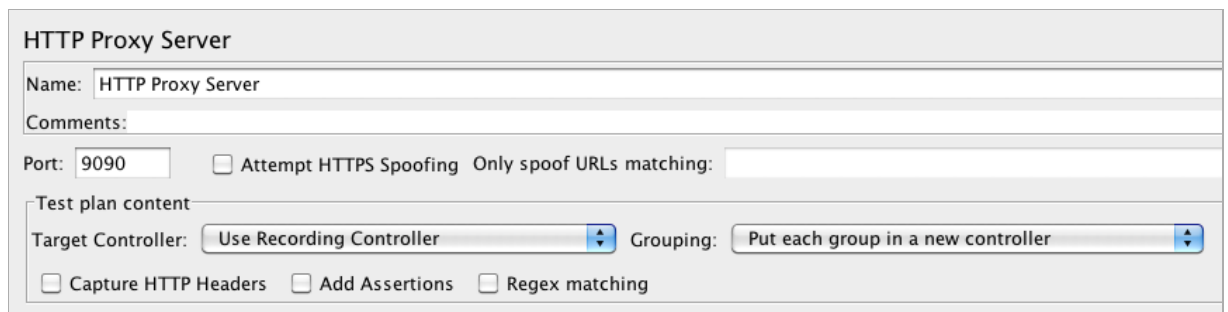 HTTP Proxy Server
Name: HTTP Proxy Server
Comments:
Port: 9090 Attempt HTTPS Spoofing Only spoof URLs matching:
Test plan content
Target Controller: Use Recording Controller Grouping: Put each group in a new controller
Capture HTTP Headers Add Assertions Regex matching